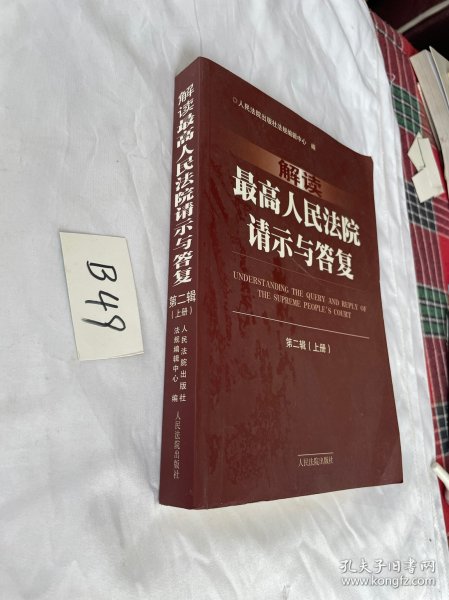 B49
解读最高人民法院请示与答复
第二辑
（上册）
人民法院出版社
法规编辑中心 编
人民法院出版社
◎人民法院出版社法规编辑中心 编
解读
最高人民法院
请示与答复
UNDERSTANDING THE QUERY AND REPLY OF
THE SUPREME PEOPLE'S COURT
第二辑（上册）
人民法院出版社
孔夫子旧书网
www.kongfz.com